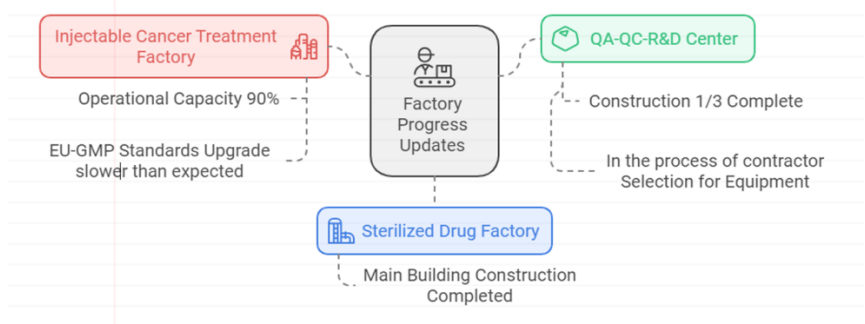 Injectable Cancer Treatment
Factory
Operational Capacity 90%
EU-GMP Standards Upgrade
slower than expected
Factory
Progress
Updates
QA-QC-R&D Center
Construction 1/3 Complete
In the process of contractor
Selection for Equipment
Sterilized Drug Factory
Main Building Construction
Completed